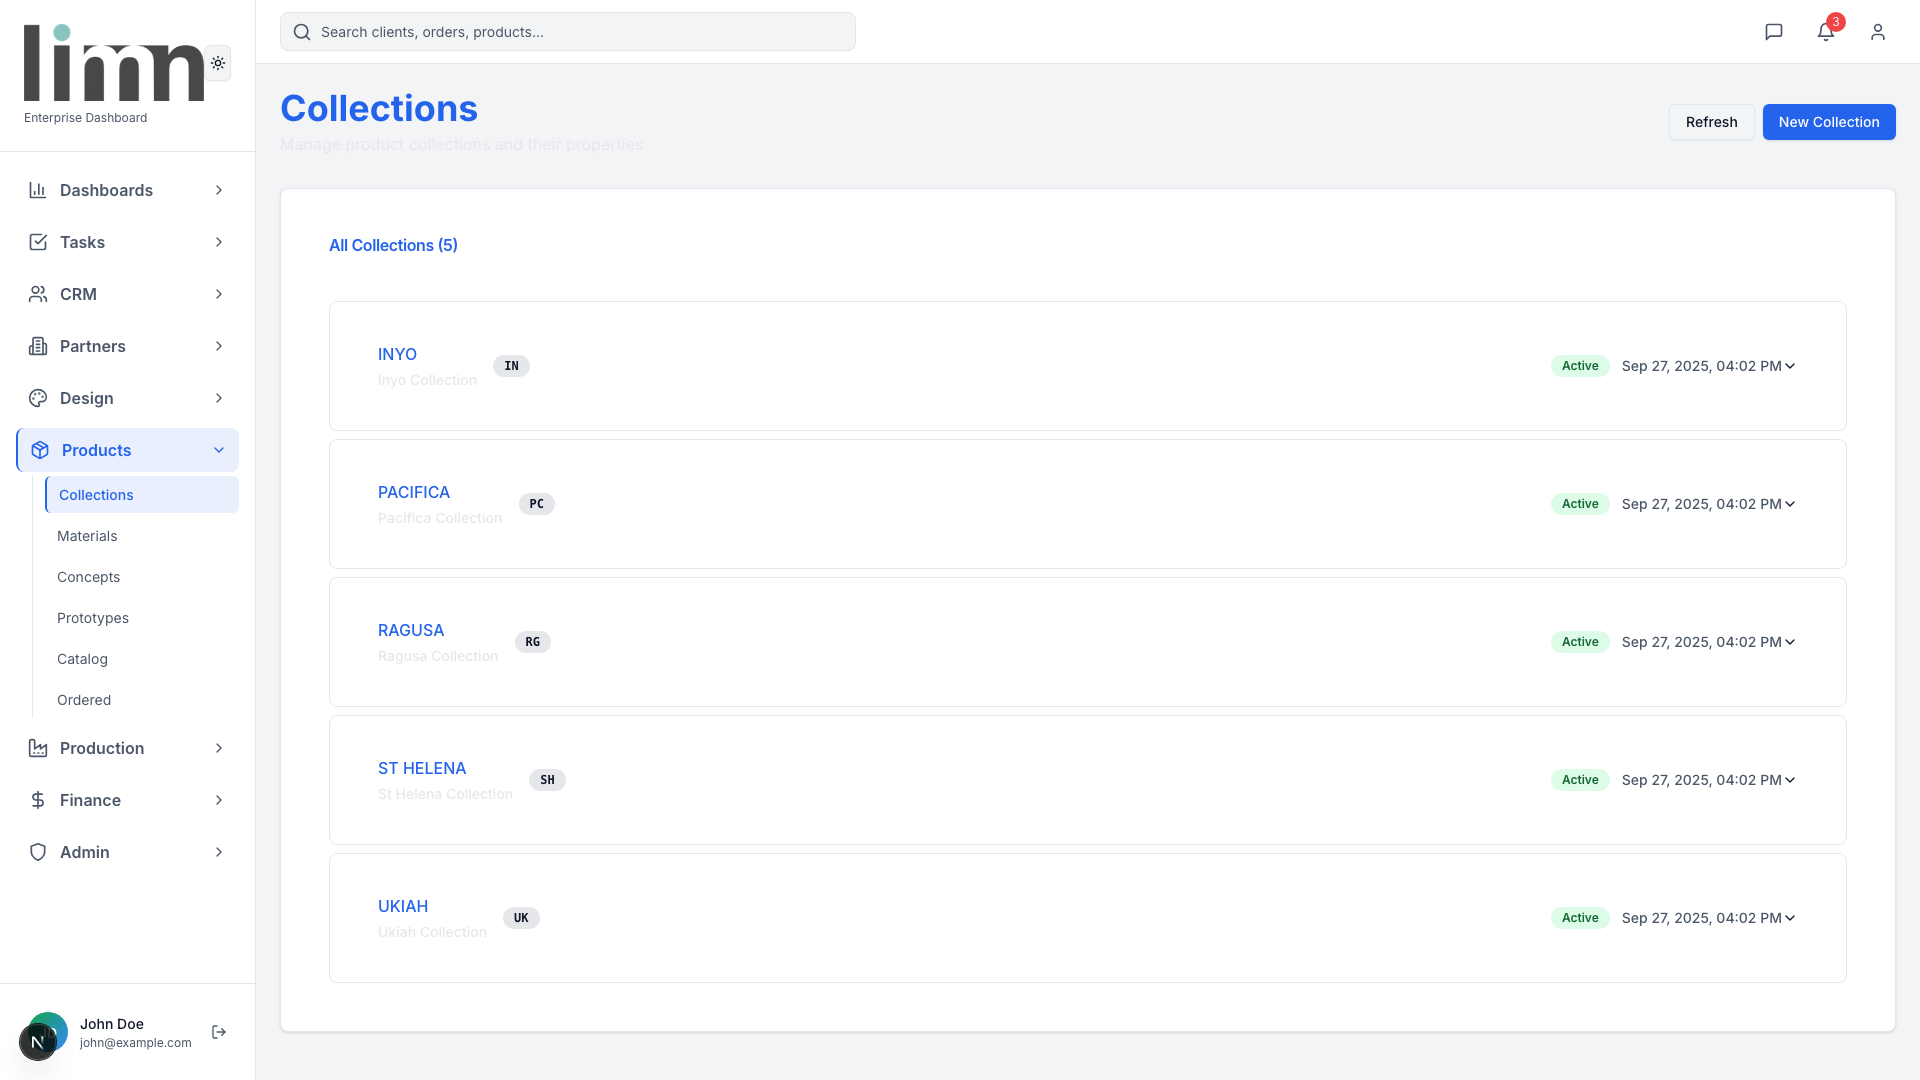 limn
Enterprise Dashboard
Search clients, orders, products...
3
Dashboards
Tasks
CRM
Partners
Design
Products
Collections
Materials
Concepts
Prototypes
Catalog
Ordered
Production
Finance
Admin
N
John Doe
john@example.com
Collections
Manage product collections and their properties
Refresh
New Collection
All Collections (5)
INYO
Inyo Collection
IN
Active
Sep 27, 2025, 04:02 PM
PACIFICA
Pacifica Collection
PC
Active
Sep 27, 2025, 04:02 PM
RAGUSA
Ragusa Collection
RG
Active
Sep 27, 2025, 04:02 PM
ST HELENA
St Helena Collection
SH
Active
Sep 27, 2025, 04:02 PM
UKIAH
Ukiah Collection
UK
Active
Sep 27, 2025, 04:02 PM